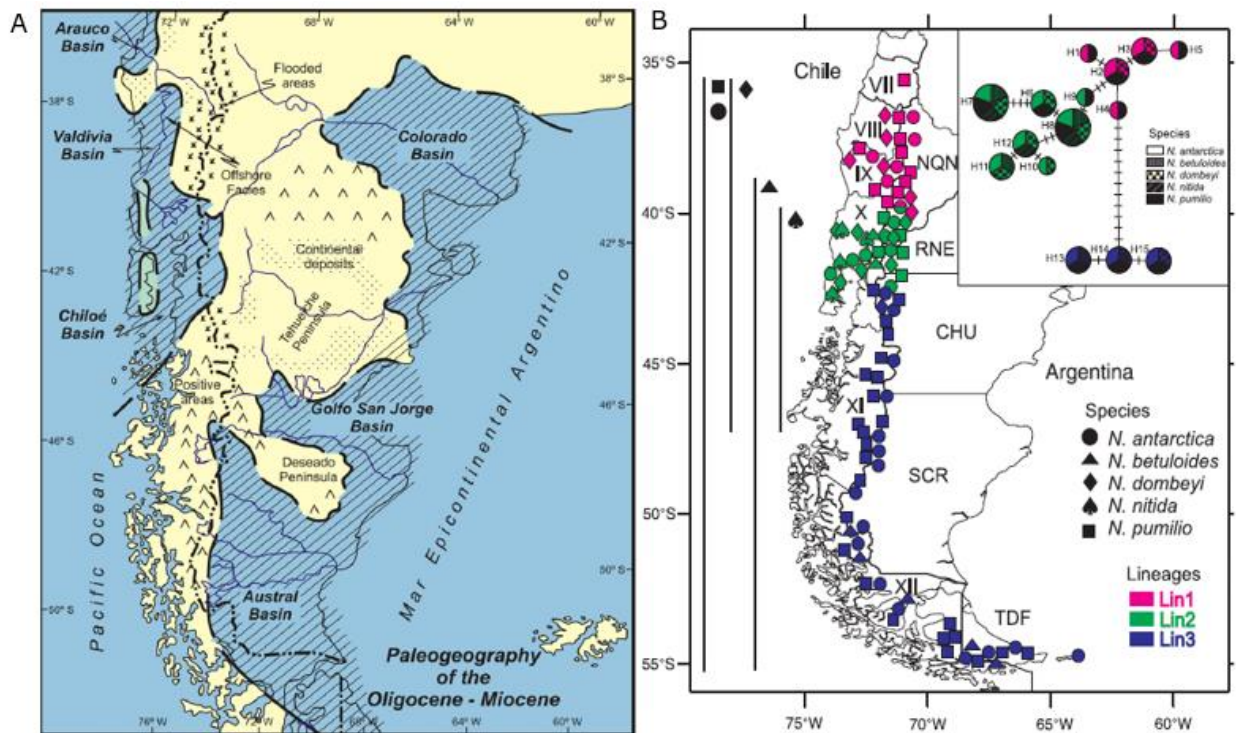 A
72°W
68°W
64°W
60°W
Arauco
Basin
Flooded
areas
38°S
38°S
Valdivia
Basin
Colorado
Basin
Offshore
Facies
40°S
Continental
deposits
42°S
42°S
Tehuelche
Peninsula
Chiloé
Basin
Mar Epicontinental Argentino
Positive
areas
Golfo San Jorge
Basin
46°S
46°S
Deseado
Peninsula
Pacific Ocean
50°S
50°S
Austral
Basin
Paleogeography
of the
Oligocene - Miocene
76°W
72°W
64°W
60°W
B
35°S
40°S
45°S
50°S
55°S
Chile
VII
VIII
NQN
IX
X
RNE
CHU
XI
Argentina
SCR
XII
TDF
H1
H3
H5
H2
H7
H9
H4
H8
H12
H11
H10
H13
H14
H15
Species
N. antarctica
N. betuloides
N. dombeyi
N. nitida
N. pumilio
Species
N. antarctica
N. betuloides
N. dombeyi
N. nitida
N. pumilio
Lineages
Lin1
Lin2
Lin3
75°W
70°W
65°W
60°W